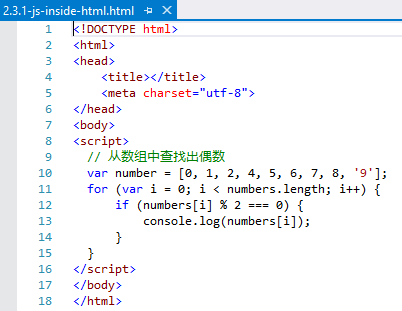 2.3.1-js-inside-html.html
1 <!DOCTYPE html>
2 <html>
3 <head>
4     <title></title>
5     <meta charset="utf-8">
6 </head>
7 <body>
8 <script>
9   // 从数组中查找出偶数
10   var number = [0, 1, 2, 4, 5, 6, 7, 8, '9'];
11   for (var i = 0; i < numbers.length; i++) {
12       if (numbers[i] % 2 === 0) {
13           console.log(numbers[i]);
14       }
15   }
16 </script>
17 </body>
18 </html>